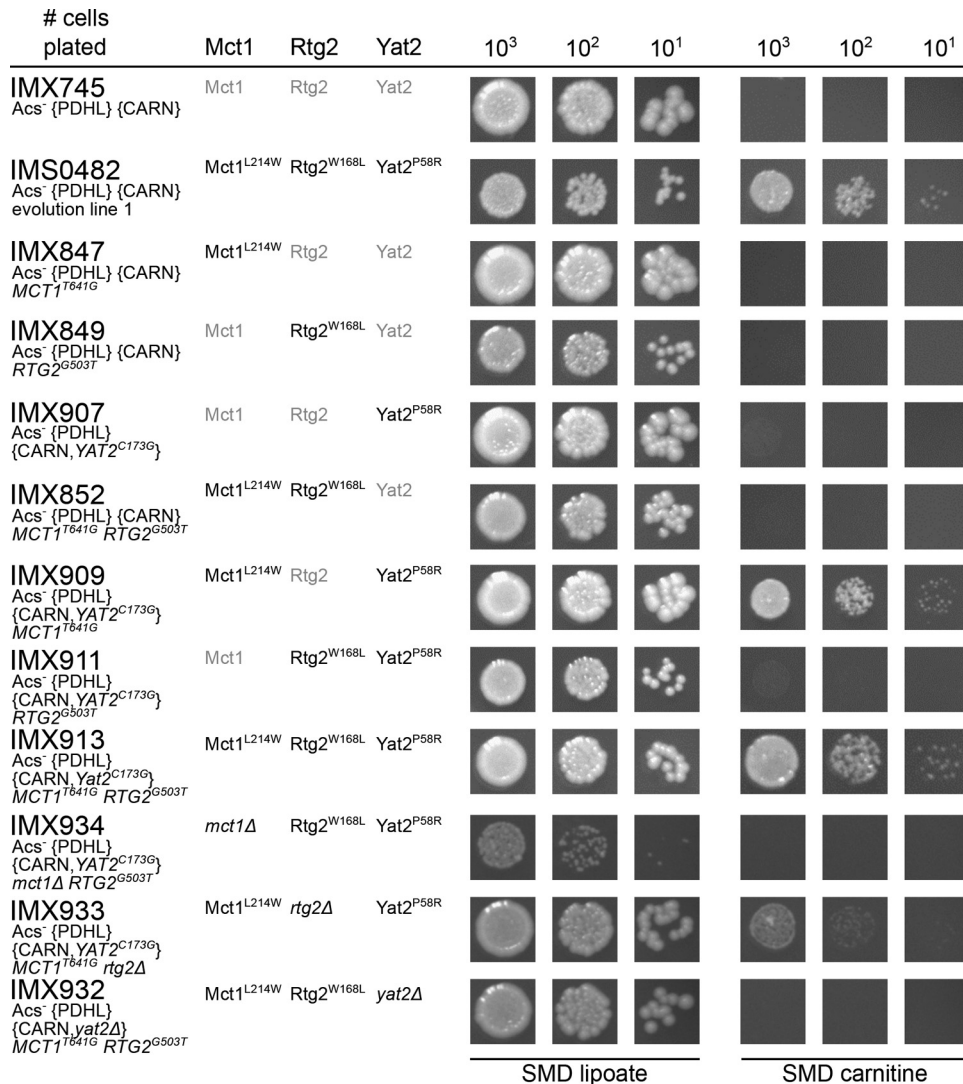 # cells
plated Mct1 Rtg2 Yat2 10³ 10² 10¹ 10³ 10² 10¹
IMX745 Mct1 Rtg2 Yat2
Acs⁻ {PDHL} {CARN}
IMS0482 Mct1ᴸ²¹⁴ᵂ Rtg2ᵂ¹⁶⁸ᴸ Yat2ᴾ⁵⁸ᴿ
Acs⁻ {PDHL} {CARN}
evolution line 1
IMX847 Mct1ᴸ²¹⁴ᵂ Rtg2 Yat2
Acs⁻ {PDHL} {CARN}
MCT1ᵀ⁶⁴¹ᴳ
IMX849 Mct1 Rtg2ᵂ¹⁶⁸ᴸ Yat2
Acs⁻ {PDHL} {CARN}
RTG2ᴳ⁵⁰³ᵀ
IMX907 Mct1 Rtg2 Yat2ᴾ⁵⁸ᴿ
Acs⁻ {PDHL}
{CARN,YAT2ᶜ¹⁷³ᴳ}
IMX852 Mct1ᴸ²¹⁴ᵂ Rtg2ᵂ¹⁶⁸ᴸ Yat2
Acs⁻ {PDHL} {CARN}
MCT1ᵀ⁶⁴¹ᴳ RTG2ᴳ⁵⁰³ᵀ
IMX909 Mct1ᴸ²¹⁴ᵂ Rtg2 Yat2ᴾ⁵⁸ᴿ
Acs⁻ {PDHL}
{CARN,YAT2ᶜ¹⁷³ᴳ}
MCT1ᵀ⁶⁴¹ᴳ
IMX911 Mct1 Rtg2ᵂ¹⁶⁸ᴸ Yat2ᴾ⁵⁸ᴿ
Acs⁻ {PDHL}
{CARN,YAT2ᶜ¹⁷³ᴳ}
RTG2ᴳ⁵⁰³ᵀ
IMX913 Mct1ᴸ²¹⁴ᵂ Rtg2ᵂ¹⁶⁸ᴸ Yat2ᴾ⁵⁸ᴿ
Acs⁻ {PDHL}
{CARN,Yat2ᶜ¹⁷³ᴳ}
MCT1ᵀ⁶⁴¹ᴳ RTG2ᴳ⁵⁰³ᵀ
IMX934 mct1Δ Rtg2ᵂ¹⁶⁸ᴸ Yat2ᴾ⁵⁸ᴿ
Acs⁻ {PDHL}
{CARN,YAT2ᶜ¹⁷³ᴳ}
mct1Δ RTG2ᴳ⁵⁰³ᵀ
IMX933 Mct1ᴸ²¹⁴ᵂ rtg2Δ Yat2ᴾ⁵⁸ᴿ
Acs⁻ {PDHL}
{CARN,YAT2ᶜ¹⁷³ᴳ}
MCT1ᵀ⁶⁴¹ᴳ rtg2Δ
IMX932 Mct1ᴸ²¹⁴ᵂ Rtg2ᵂ¹⁶⁸ᴸ yat2Δ
Acs⁻ {PDHL}
{CARN,yat2Δ}
MCT1ᵀ⁶⁴¹ᴳ RTG2ᴳ⁵⁰³ᵀ
SMD lipoate SMD carnitine